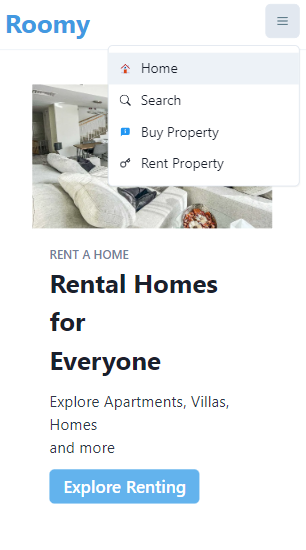 Roomy
Home
Search
Buy Property
Rent Property
RENT A HOME
Rental Homes
for
Everyone
Explore Apartments, Villas,
Homes
and more
Explore Renting